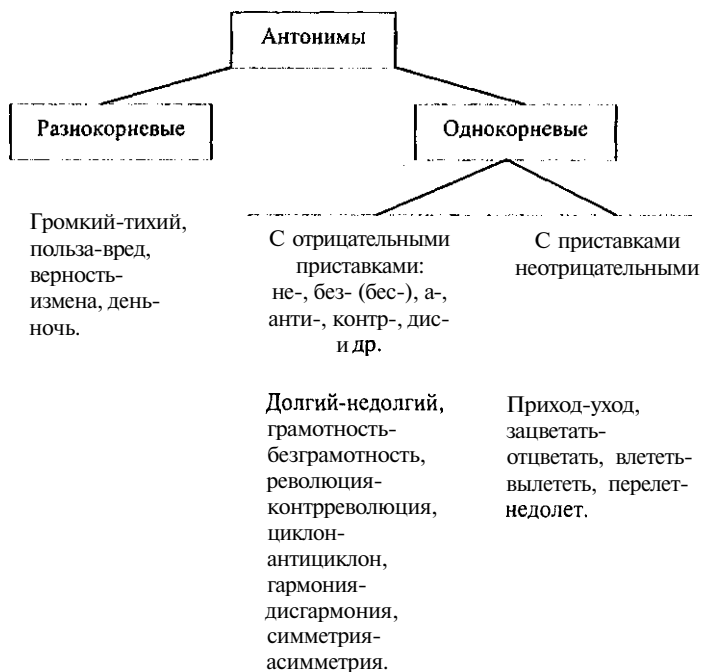 Антонимы
Разнокорневые
Однокорневые
Громкий-тихий,
польза-вред,
верность-
измена, день-
ночь.
С отрицательными
приставками:
не-, без- (бес-), а-,
анти-, контр-, дис-
и др.
С приставками
неотрицательными
Долгий-недолгий,
грамотность-
безграмотность,
революция-
контрреволюция,
циклон-
антициклон,
гармония-
дисгармония,
симметрия-
асимметрия.
Приход-уход,
зацветать-
отцветать, влететь-
вылететь, перелет-
недолет.